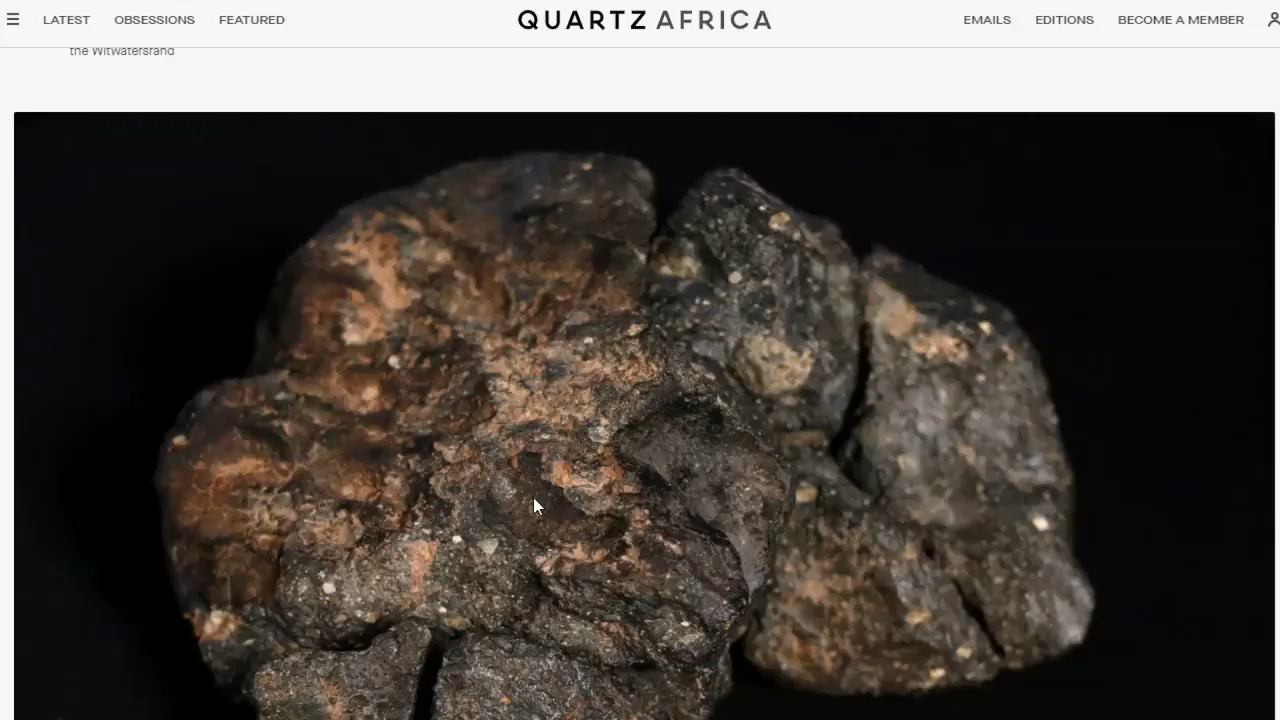 LATEST OBSESSIONS FEATURED QUARTZ AFRICA EMAILS EDITIONS BECOME A MEMBER
the Witwatersrand